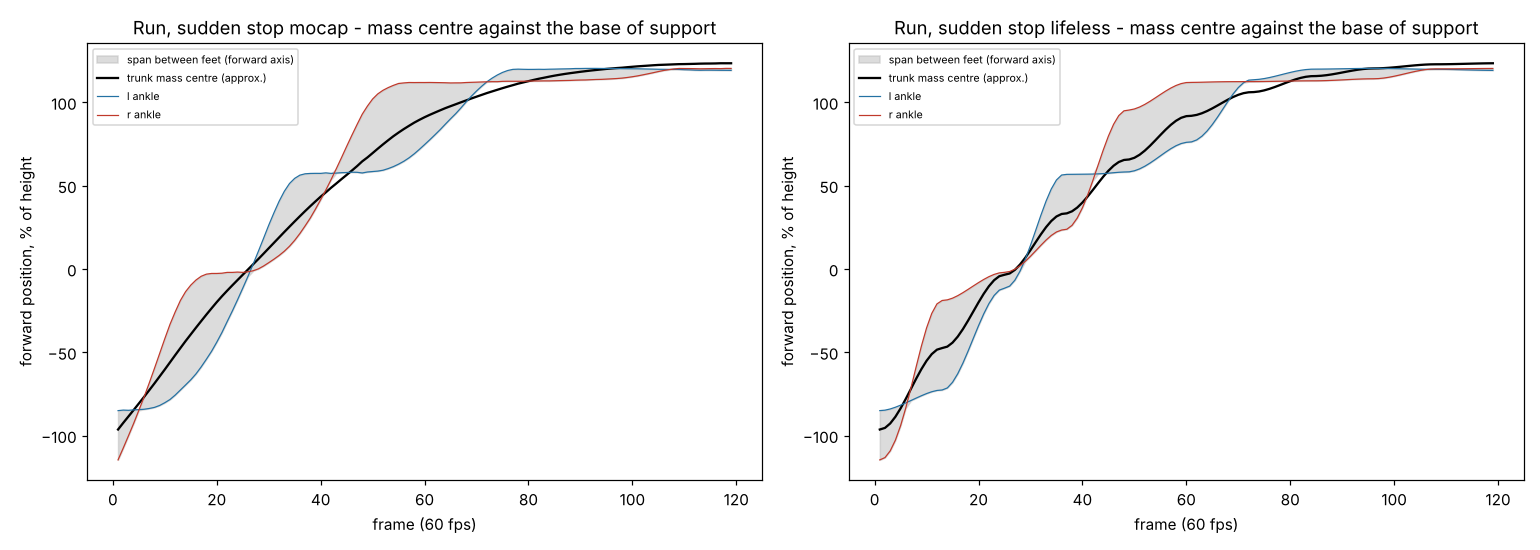 Run, sudden stop mocap - mass centre against the base of support
span between feet (forward axis)
trunk mass centre (approx.)
l ankle
r ankle
forward position, % of height
100
50
0
−50
−100
0 20 40 60 80 100 120
frame (60 fps)
Run, sudden stop lifeless - mass centre against the base of support
span between feet (forward axis)
trunk mass centre (approx.)
l ankle
r ankle
forward position, % of height
100
50
0
−50
−100
0 20 40 60 80 100 120
frame (60 fps)